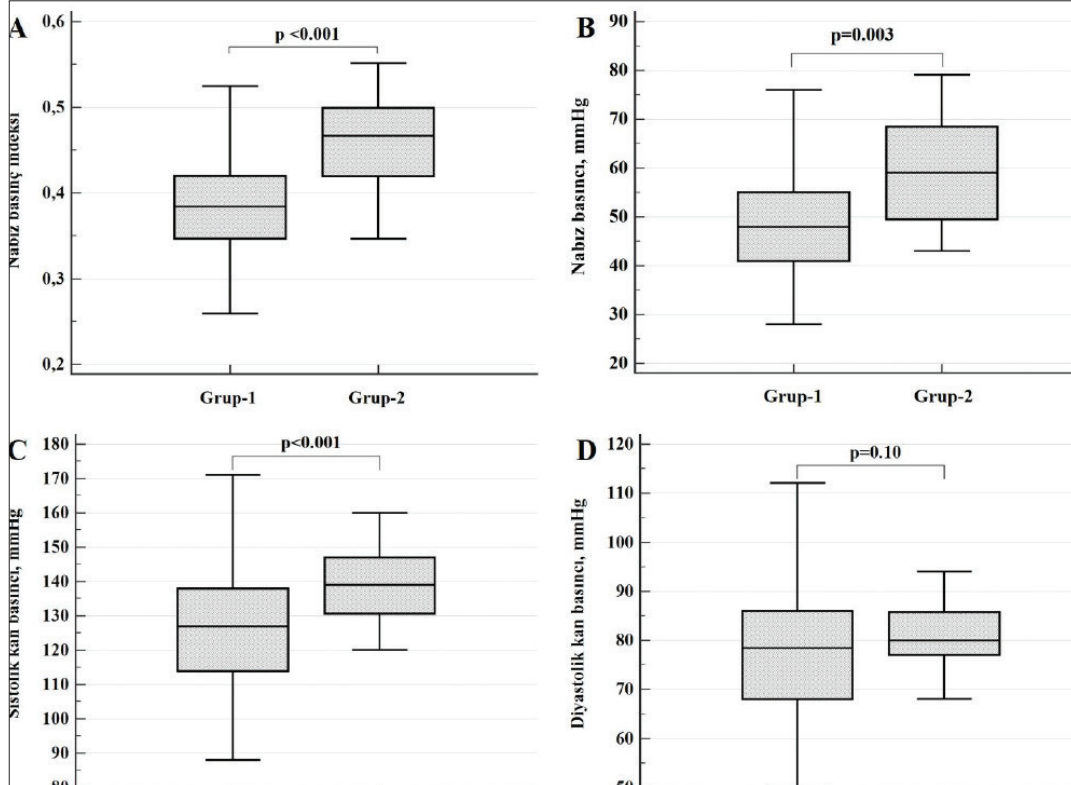 A
Nabız basınç indeksi
0,6
0,5
0,4
0,3
0,2
p <0.001
Grup-1 Grup-2
B
Nabız basıncı, mmHg
90
80
70
60
50
40
30
20
p=0.003
Grup-1 Grup-2
C
Sistolik kan basıncı, mmHg
180
170
160
150
140
130
120
110
100
90
80
p<0.001
D
Diyastolik kan basıncı, mmHg
120
110
100
90
80
70
60
50
p=0.10